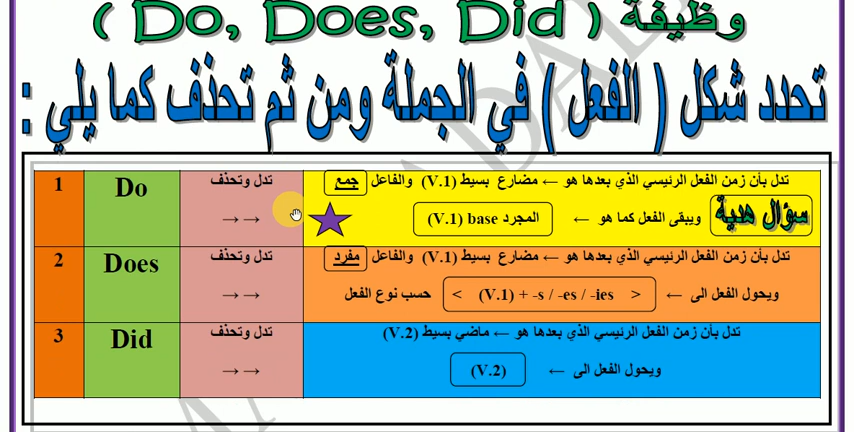 وظيفة ( Do, Does, Did )
تحدد شكل ( الفعل ) في الجملة ومن ثم تحذف كما يلي :
1 Do تدل وتحذف → → تدل بأن زمن الفعل الرئيسي الذي بعدها هو ← مضارع بسيط (V.1) والفاعل جمع
سؤال هدية ويبقى الفعل كما هو ← المجرد base (V.1)
2 Does تدل وتحذف → → تدل بأن زمن الفعل الرئيسي الذي بعدها هو ← مضارع بسيط (V.1) والفاعل مفرد
ويحول الفعل الى ← < (V.1) + -s / -es / -ies > حسب نوع الفعل
3 Did تدل وتحذف → → تدل بأن زمن الفعل الرئيسي الذي بعدها هو ← ماضي بسيط (V.2)
ويحول الفعل الى ← (V.2)